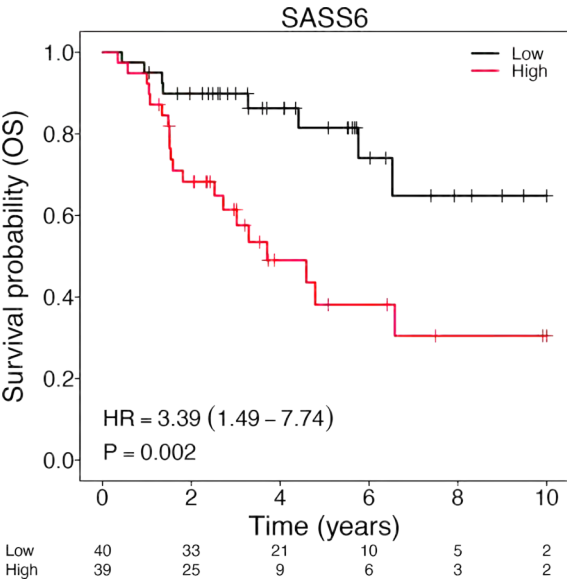 SASS6
Survival probability (OS)
1.0
0.8
0.6
0.4
0.2
0.0
Low
High
HR = 3.39 (1.49 – 7.74)
P = 0.002
0 2 4 6 8 10
Time (years)
Low 40 33 21 10 5 2
High 39 25 9 6 3 2